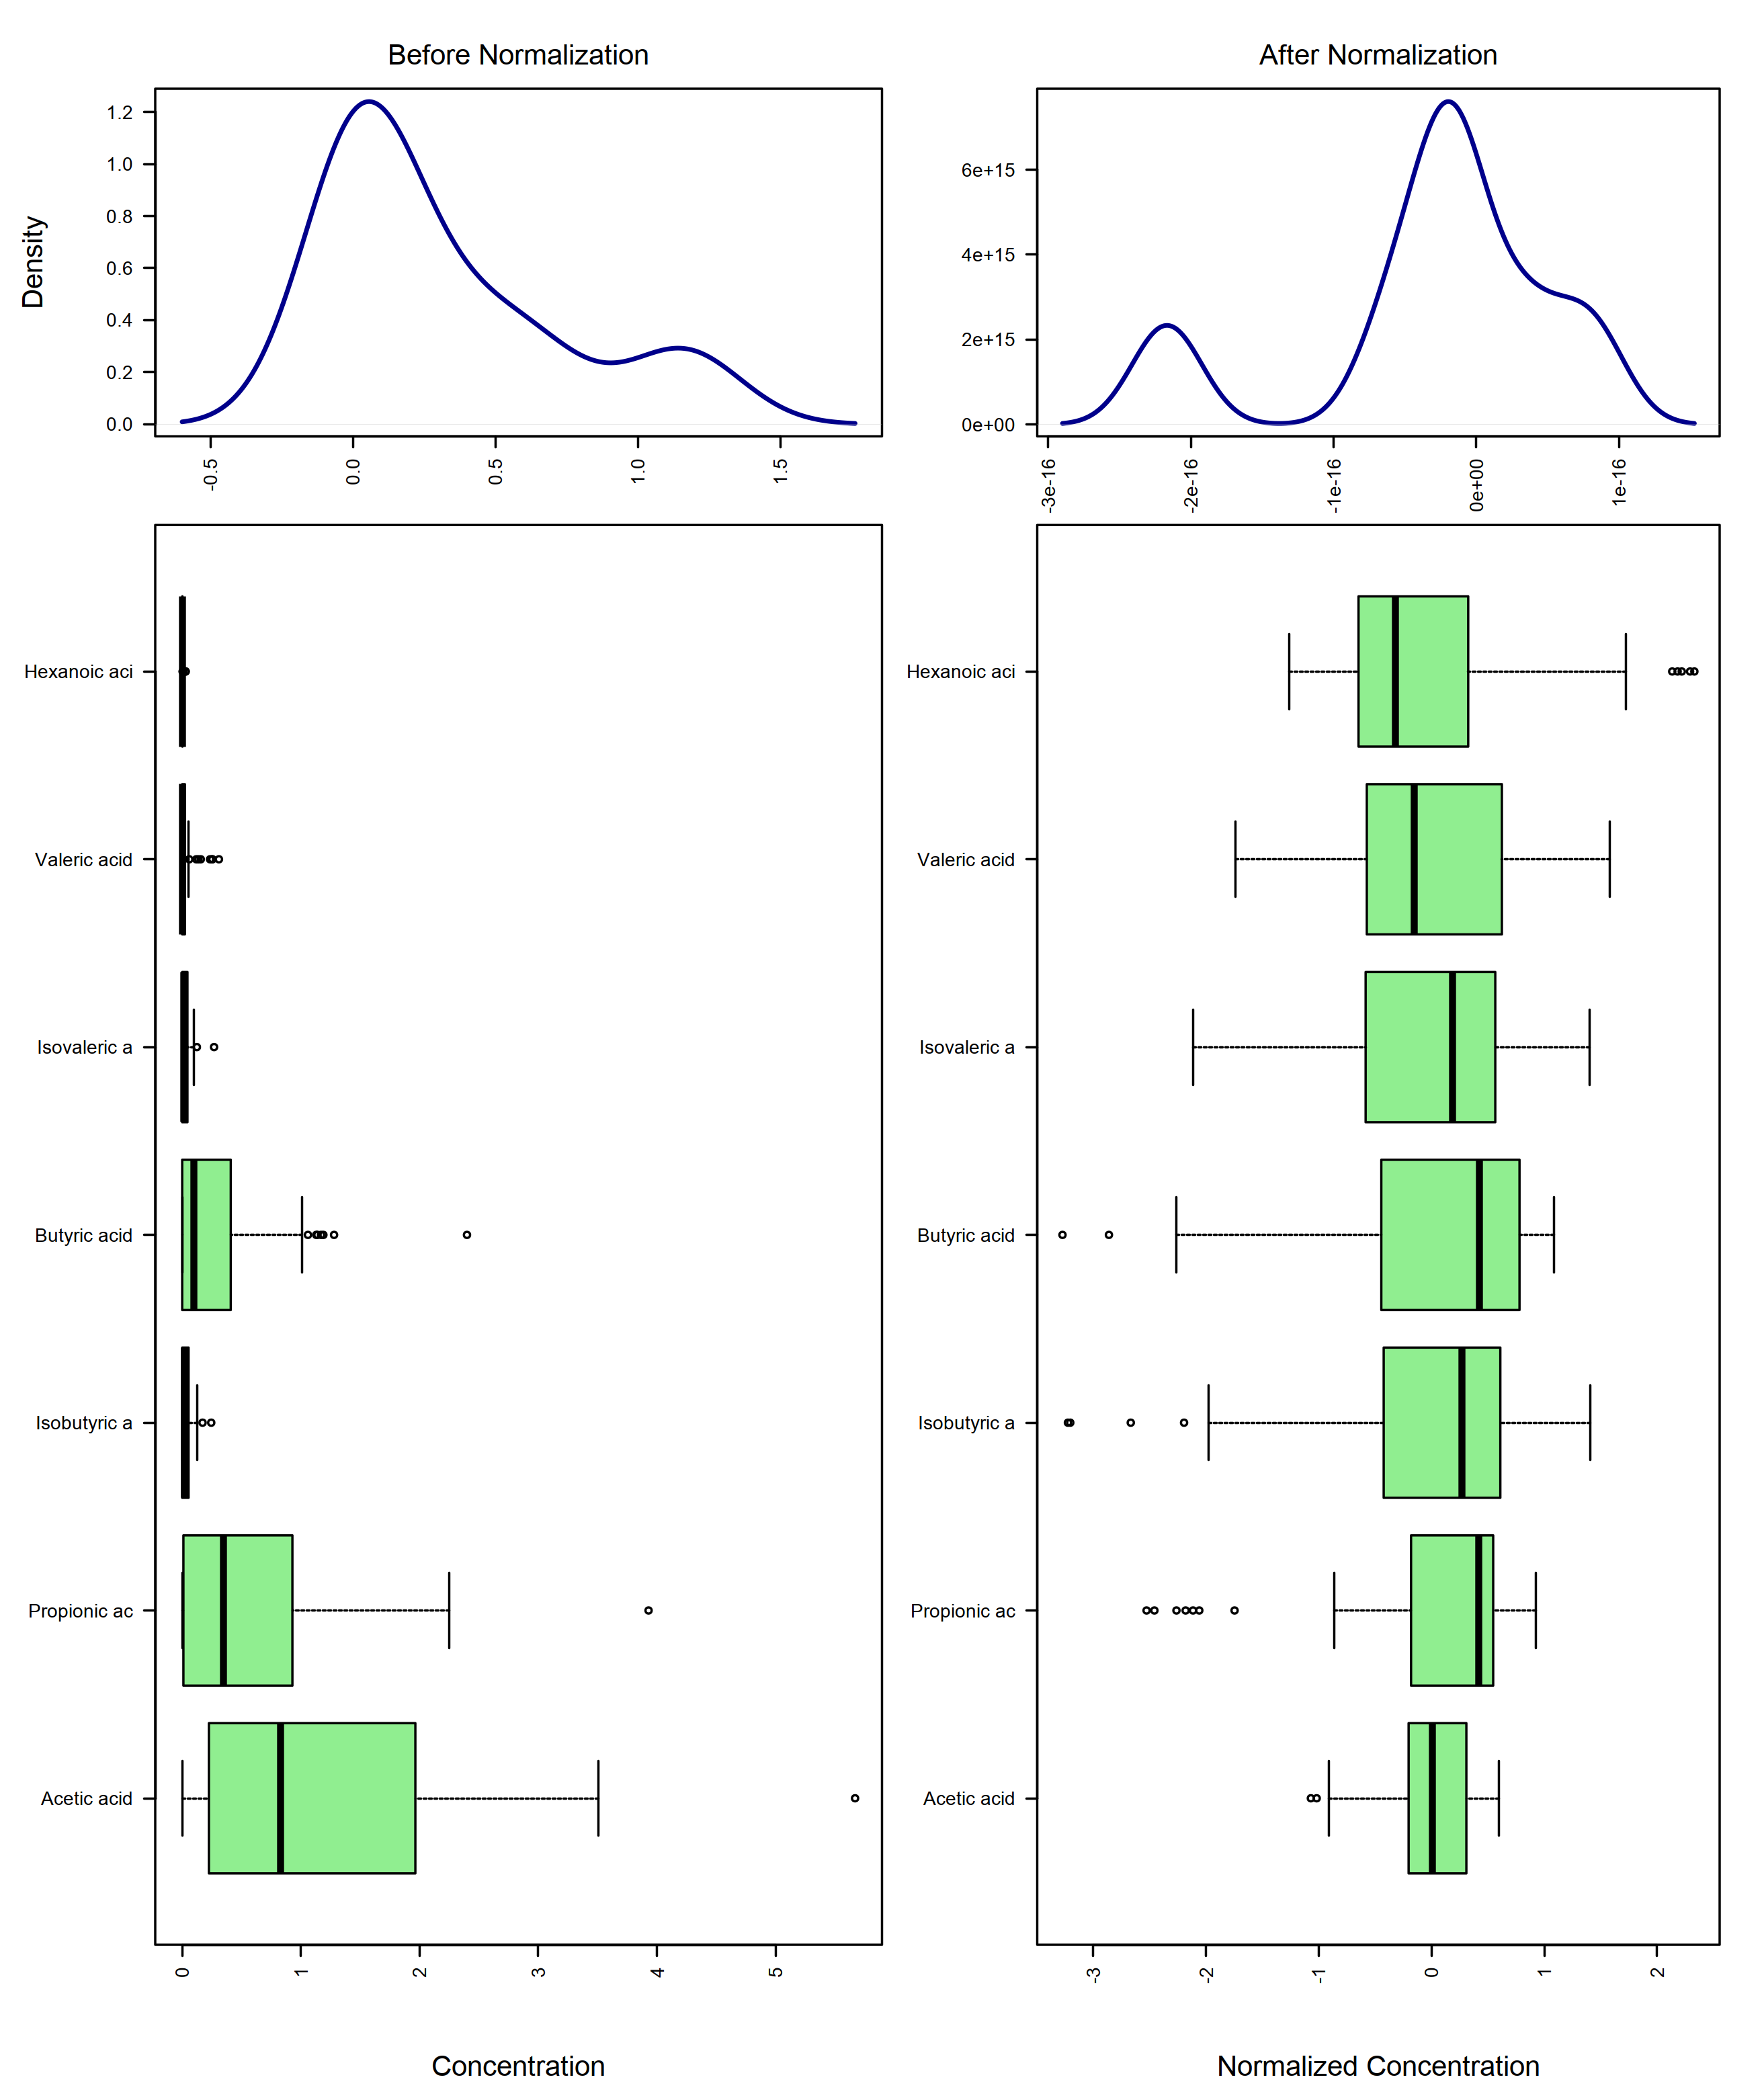 Before Normalization
After Normalization
Density
1.2
1.0
0.8
0.6
0.4
0.2
0.0
-0.5
0.0
0.5
1.0
1.5
6e+15
4e+15
2e+15
0e+00
-3e-16
-2e-16
-1e-16
0e+00
1e-16
Hexanoic aci
Valeric acid
Isovaleric a
Butyric acid
Isobutyric a
Propionic ac
Acetic acid
0
1
2
3
4
5
Concentration
Hexanoic aci
Valeric acid
Isovaleric a
Butyric acid
Isobutyric a
Propionic ac
Acetic acid
-3
-2
-1
0
1
2
Normalized Concentration